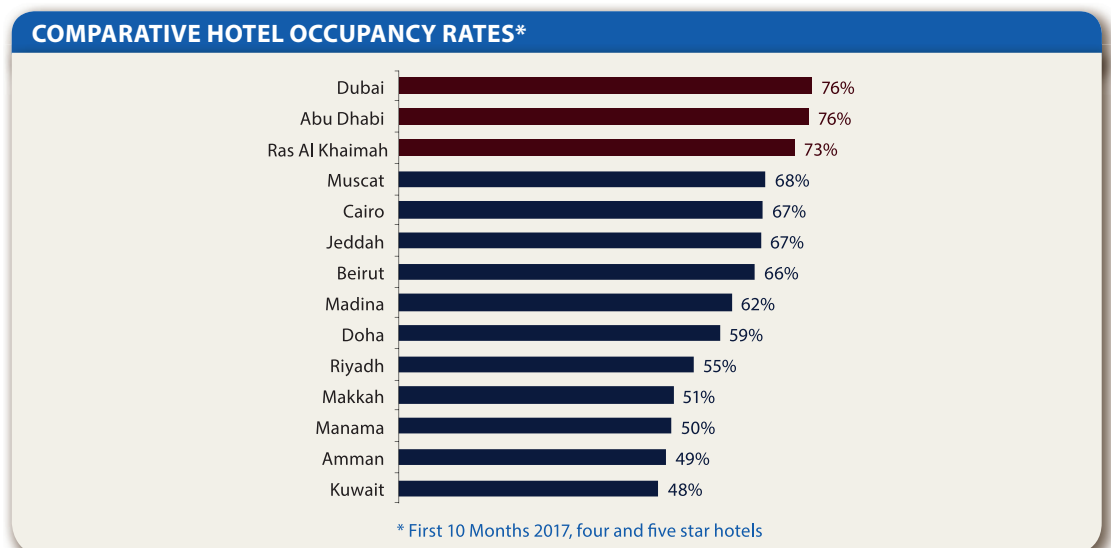 COMPARATIVE HOTEL OCCUPANCY RATES*
Dubai 76%
Abu Dhabi 76%
Ras Al Khaimah 73%
Muscat 68%
Cairo 67%
Jeddah 67%
Beirut 66%
Madina 62%
Doha 59%
Riyadh 55%
Makkah 51%
Manama 50%
Amman 49%
Kuwait 48%
* First 10 Months 2017, four and five star hotels